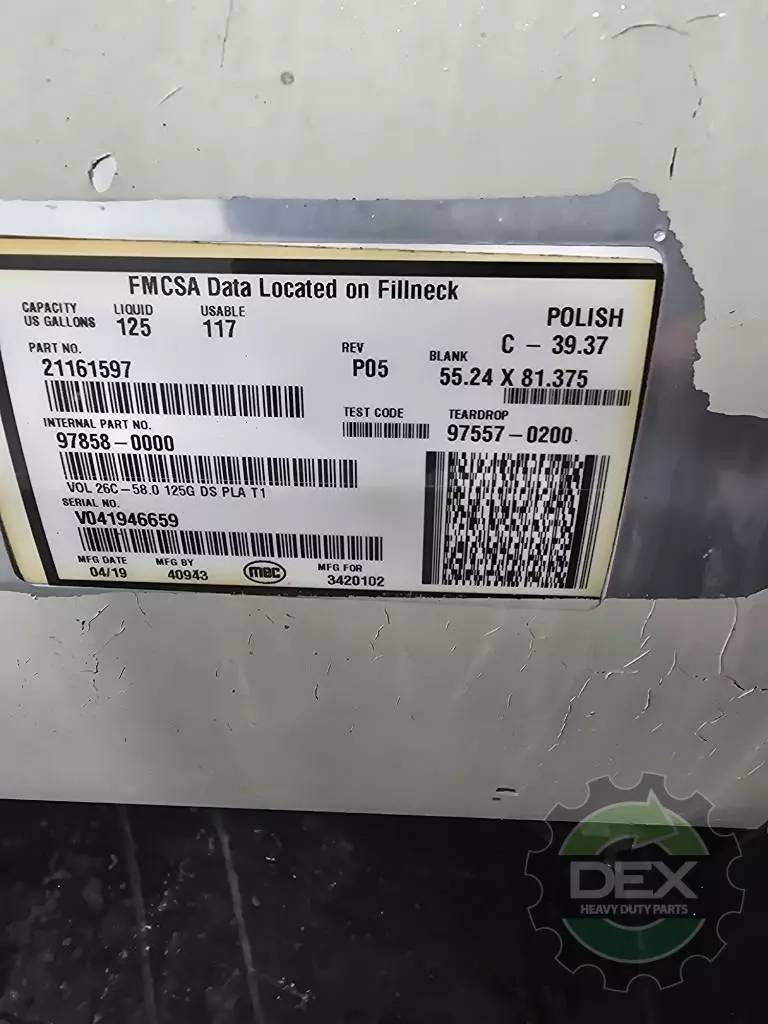 FMCSA Data Located on Fillneck
CAPACITY US GALLONS
LIQUID 125
USABLE 117
POLISH
C - 39.37
PART NO.
21161597
REV
P05
BLANK
55.24 X 81.375
INTERNAL PART NO.
97858-0000
TEST CODE
TEARDROP
97557-0200
VOL 26C-58.0 125G DS PLA T1
SERIAL NO.
V041946659
MFG DATE
04/19
MFG BY
40943
mec
MFG FOR
3420102
DEX
HEAVY DUTY PARTS